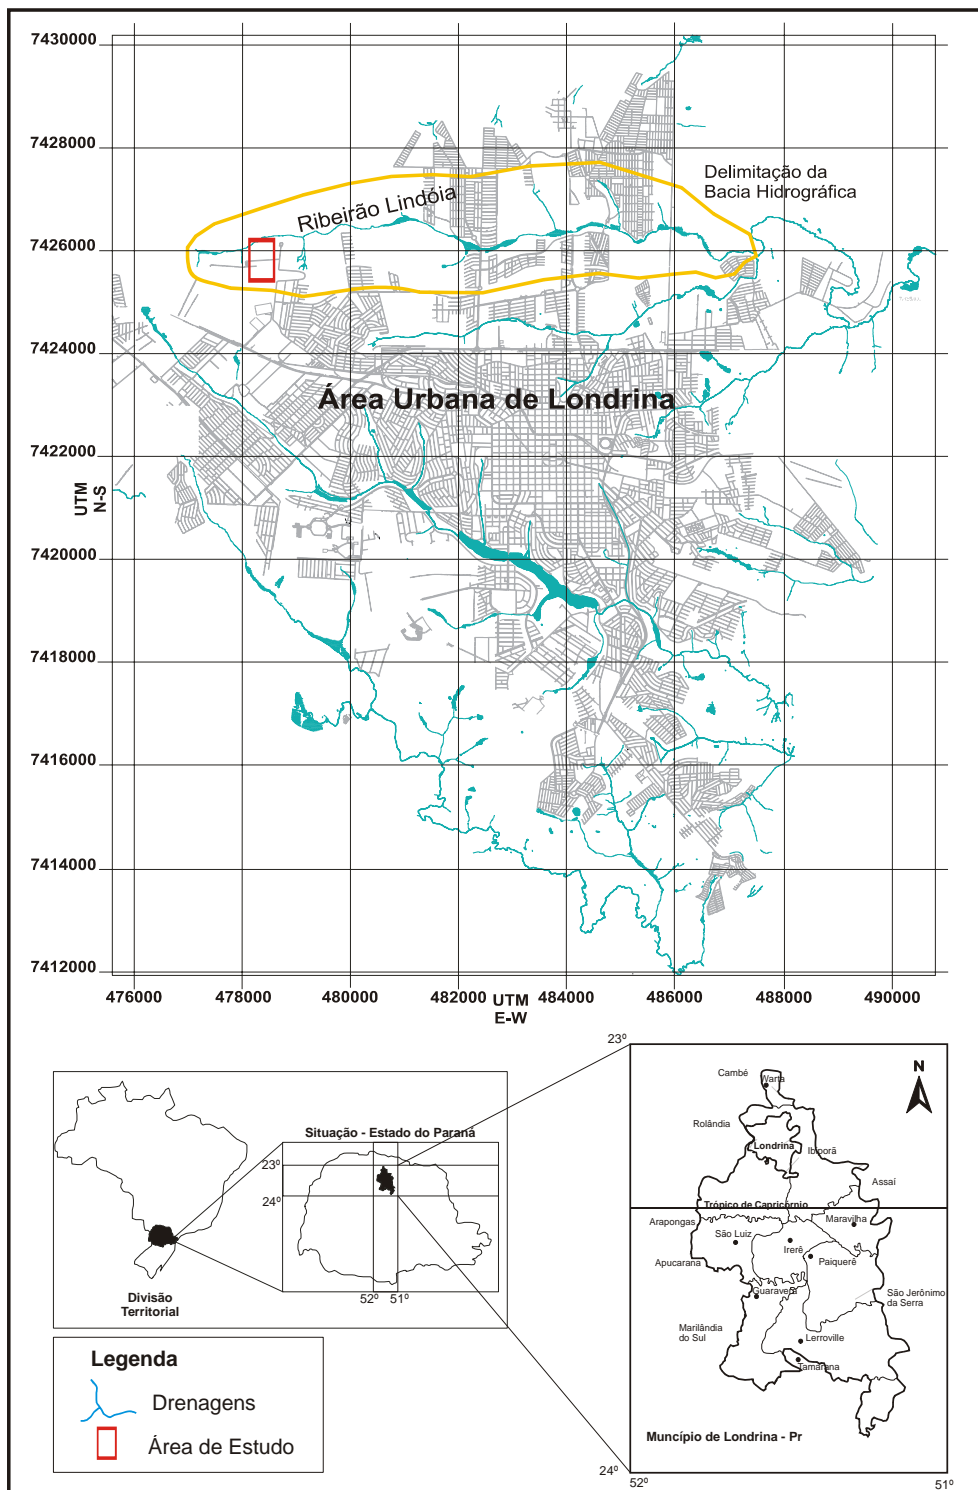 7430000
7428000
Delimitação da
Bacia Hidrográfica
Ribeirão Lindóia
7426000
7424000
Área Urbana de Londrina
7422000
UTM
N-S
7420000
7418000
7416000
7414000
7412000
476000 478000 480000 482000 484000 486000 488000 490000
UTM
E-W
23º
Situação - Estado do Paraná
23º
24º
52º 51º
Divisão
Territorial
Legenda
Drenagens
Área de Estudo
N
Cambé
Warta
Rolândia
Londrina
Ibiporã
Assaí
Trópico de Capricórnio
Arapongas
Maravilha
São Luiz
Irerê
Paiquerê
Apucarana
Guaravera
São Jerônimo
da Serra
Marilândia
do Sul
Lerroville
Tamarana
Muncípio de Londrina - Pr
24º
52º
51º